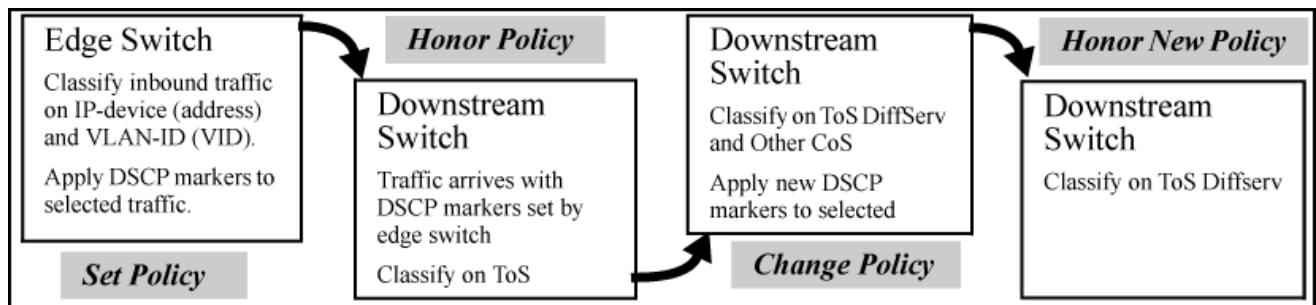 Edge Switch
Classify inbound traffic
on IP-device (address)
and VLAN-ID (VID).
Apply DSCP markers to
selected traffic.
Set Policy
Honor Policy
Downstream
Switch
Traffic arrives with
DSCP markers set by
edge switch
Classify on ToS
Downstream
Switch
Classify on ToS DiffServ
and Other CoS
Apply new DSCP
markers to selected
Change Policy
Honor New Policy
Downstream
Switch
Classify on ToS Diffserv